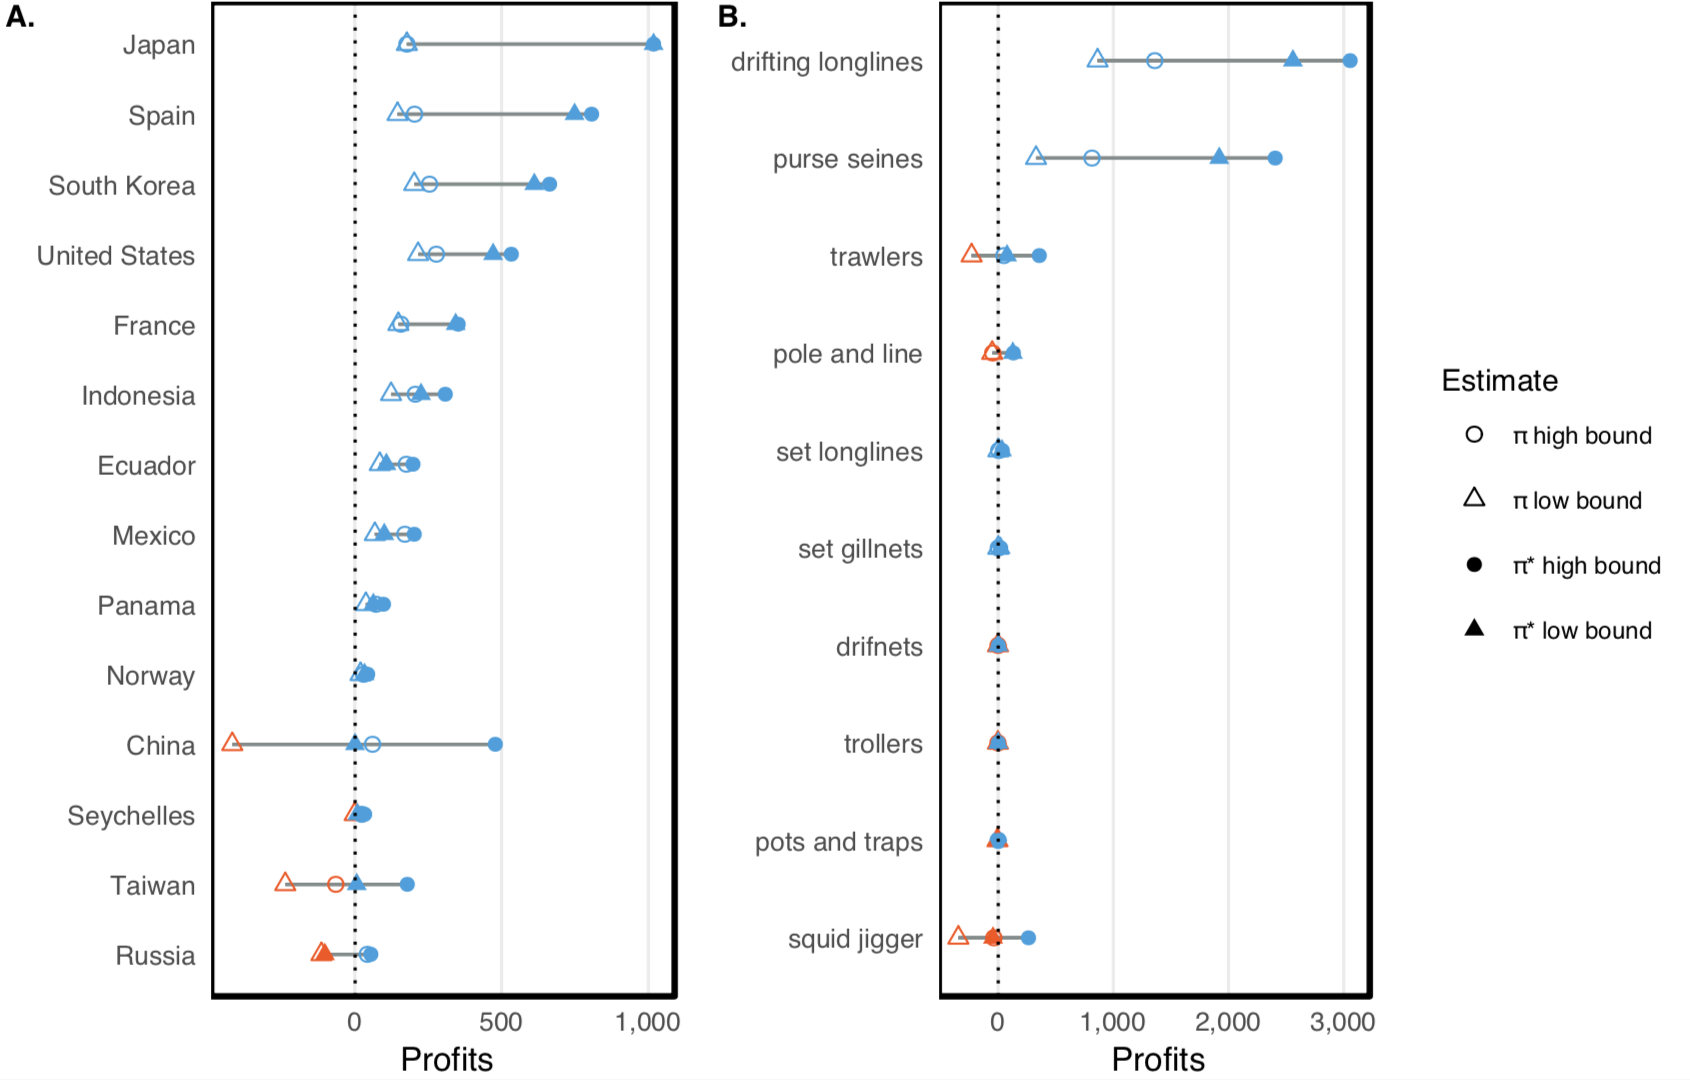 A.
Japan
Spain
South Korea
United States
France
Indonesia
Ecuador
Mexico
Panama
Norway
China
Seychelles
Taiwan
Russia
0 500 1,000
Profits
B.
drifting longlines
purse seines
trawlers
pole and line
set longlines
set gillnets
drifnets
trollers
pots and traps
squid jigger
0 1,000 2,000 3,000
Profits
Estimate
π high bound
π low bound
π* high bound
π* low bound